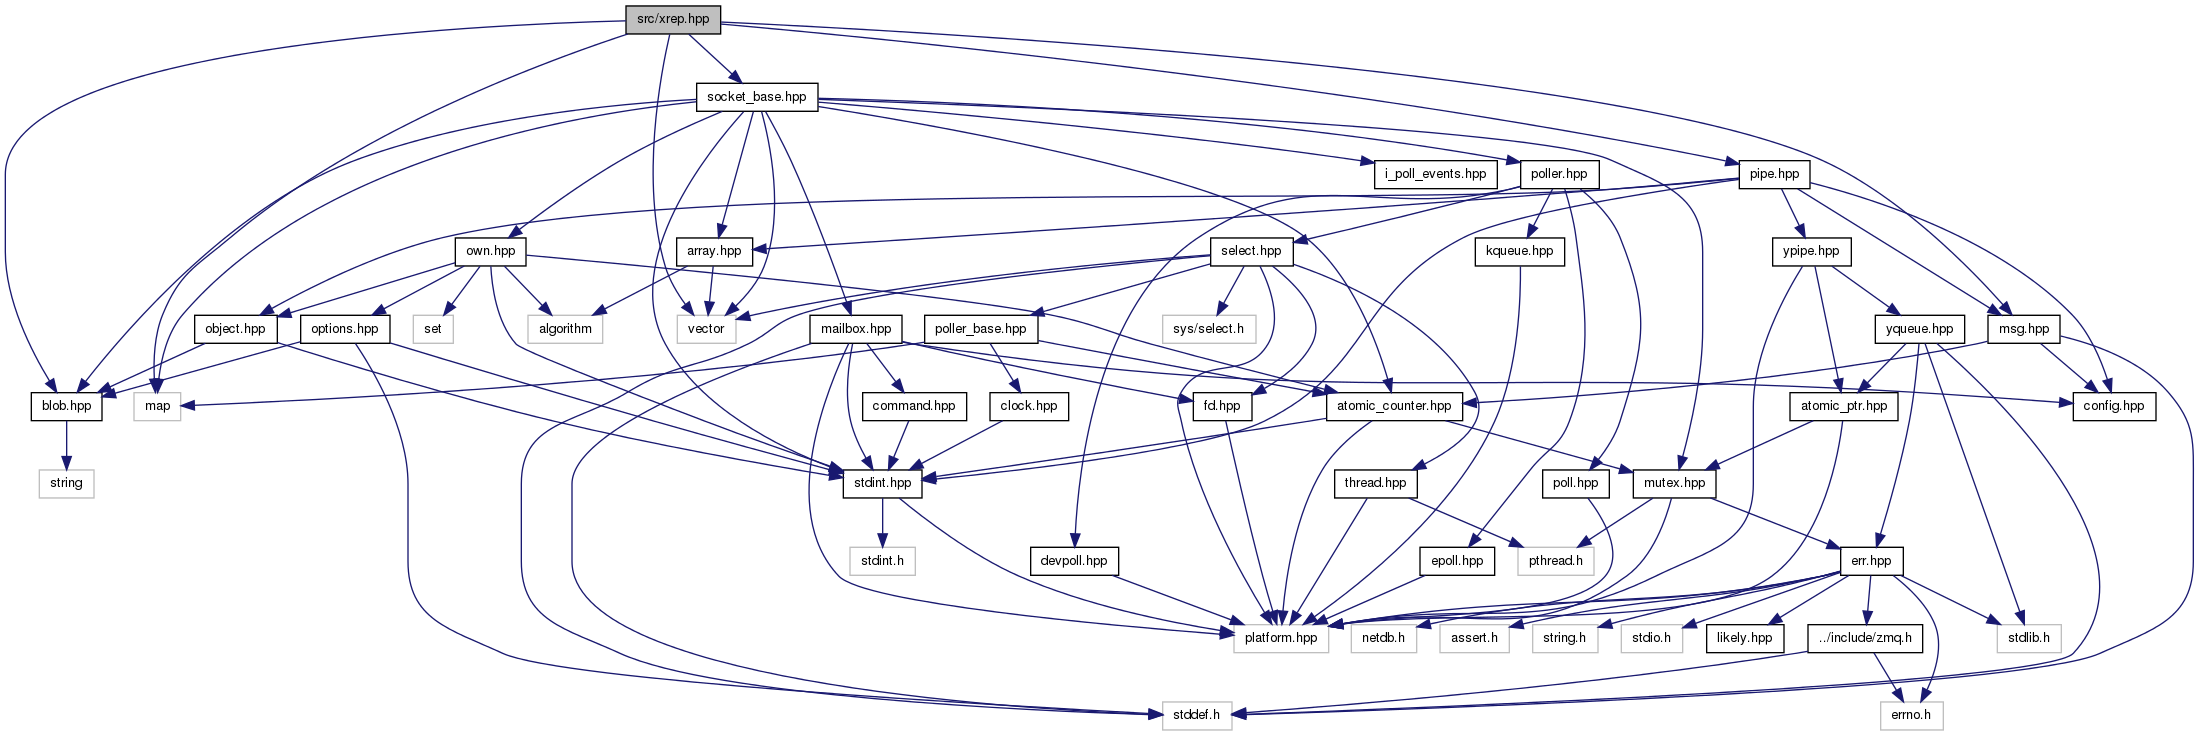 src/xrep.hpp
socket_base.hpp
i_poll_events.hpp
poller.hpp
pipe.hpp
own.hpp
array.hpp
select.hpp
kqueue.hpp
ypipe.hpp
object.hpp
options.hpp
set
algorithm
vector
mailbox.hpp
poller_base.hpp
sys/select.h
yqueue.hpp
msg.hpp
blob.hpp
map
command.hpp
clock.hpp
fd.hpp
atomic_counter.hpp
atomic_ptr.hpp
config.hpp
string
stdint.hpp
thread.hpp
poll.hpp
mutex.hpp
stdint.h
devpoll.hpp
epoll.hpp
pthread.h
err.hpp
platform.hpp
netdb.h
assert.h
string.h
stdio.h
likely.hpp
../include/zmq.h
stdlib.h
stddef.h
errno.h